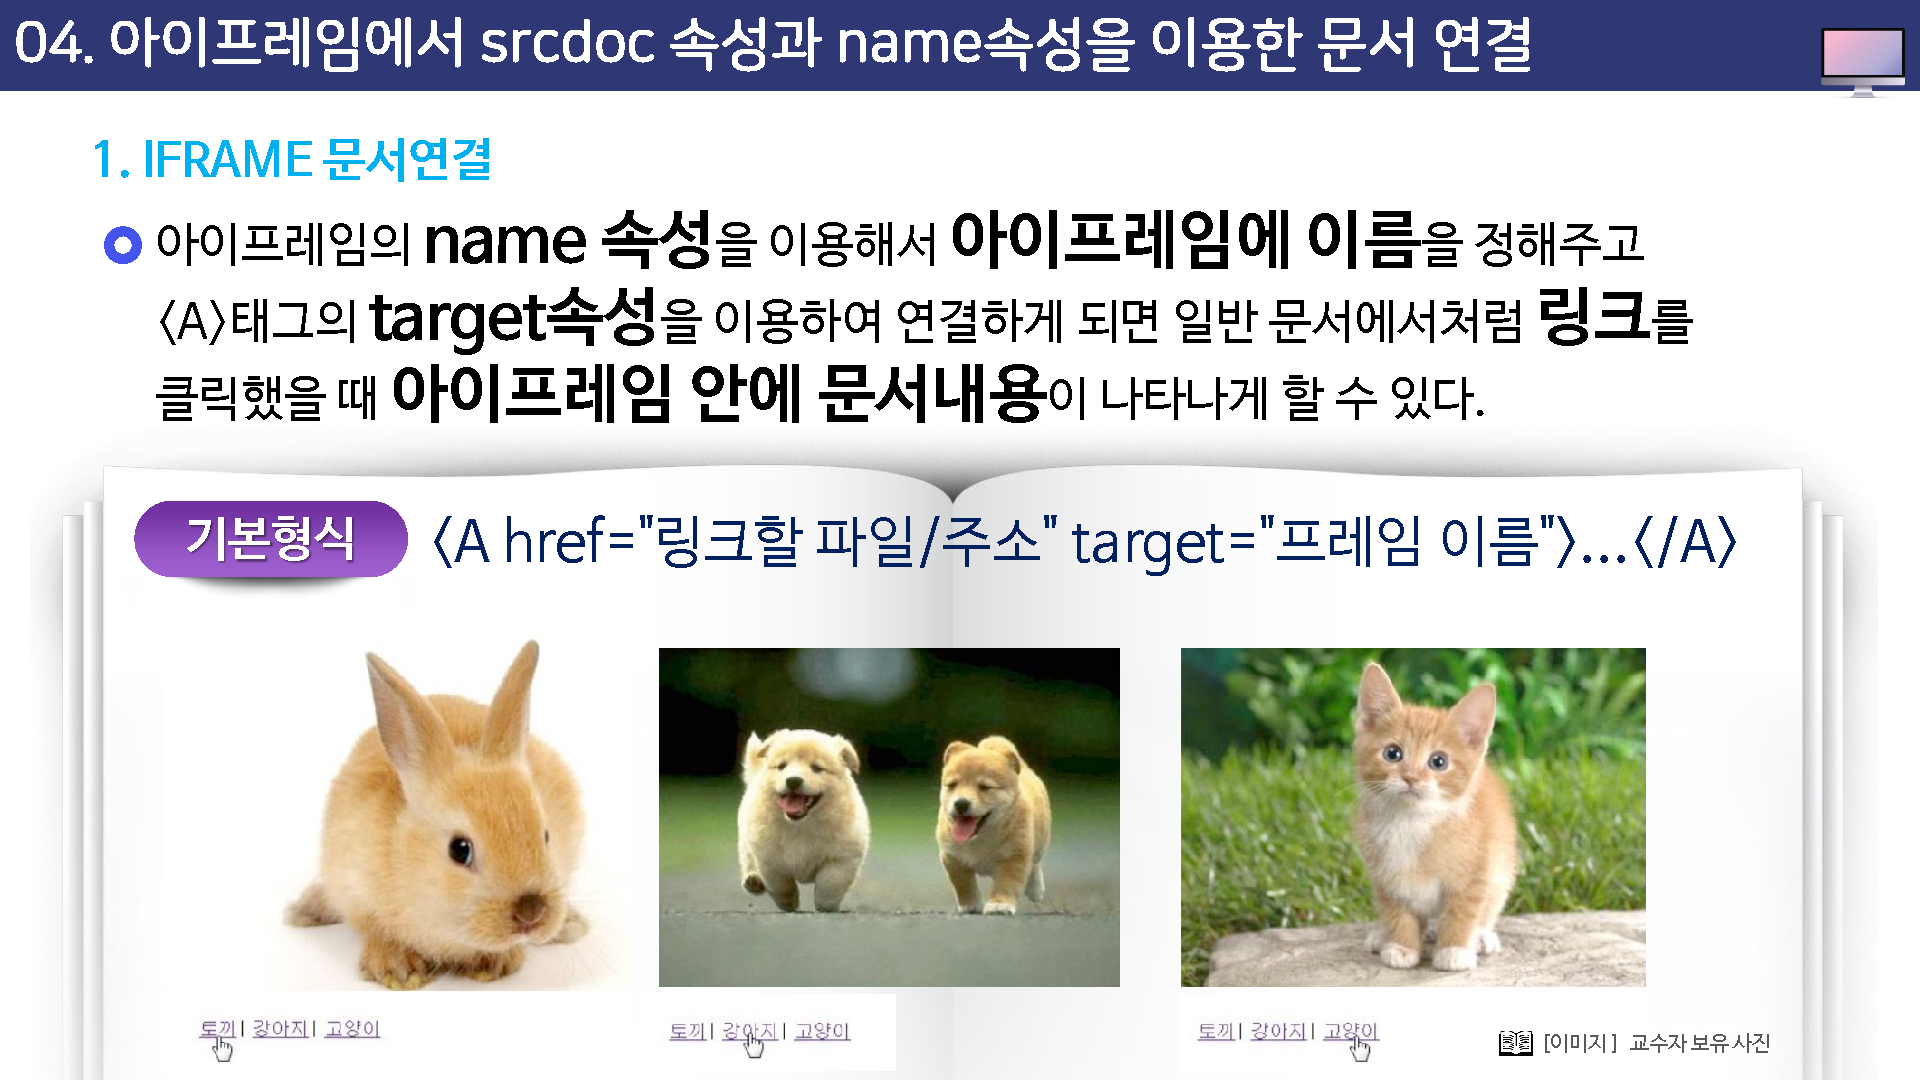 04. 아이프레임에서 srcdoc 속성과 name속성을 이용한 문서 연결
1. IFRAME 문서연결
아이프레임의 name 속성을 이용해서 아이프레임에 이름을 정해주고
〈A〉태그의 target속성을 이용하여 연결하게 되면 일반 문서에서처럼 링크를
클릭했을 때 아이프레임 안에 문서내용이 나타나게 할 수 있다.
기본형식 〈A href="링크할 파일/주소" target="프레임 이름"〉...〈/A〉
토끼| 강아지| 고양이
토끼| 강아지| 고양이
토끼| 강아지| 고양이
[이미지] 교수자 보유 사진